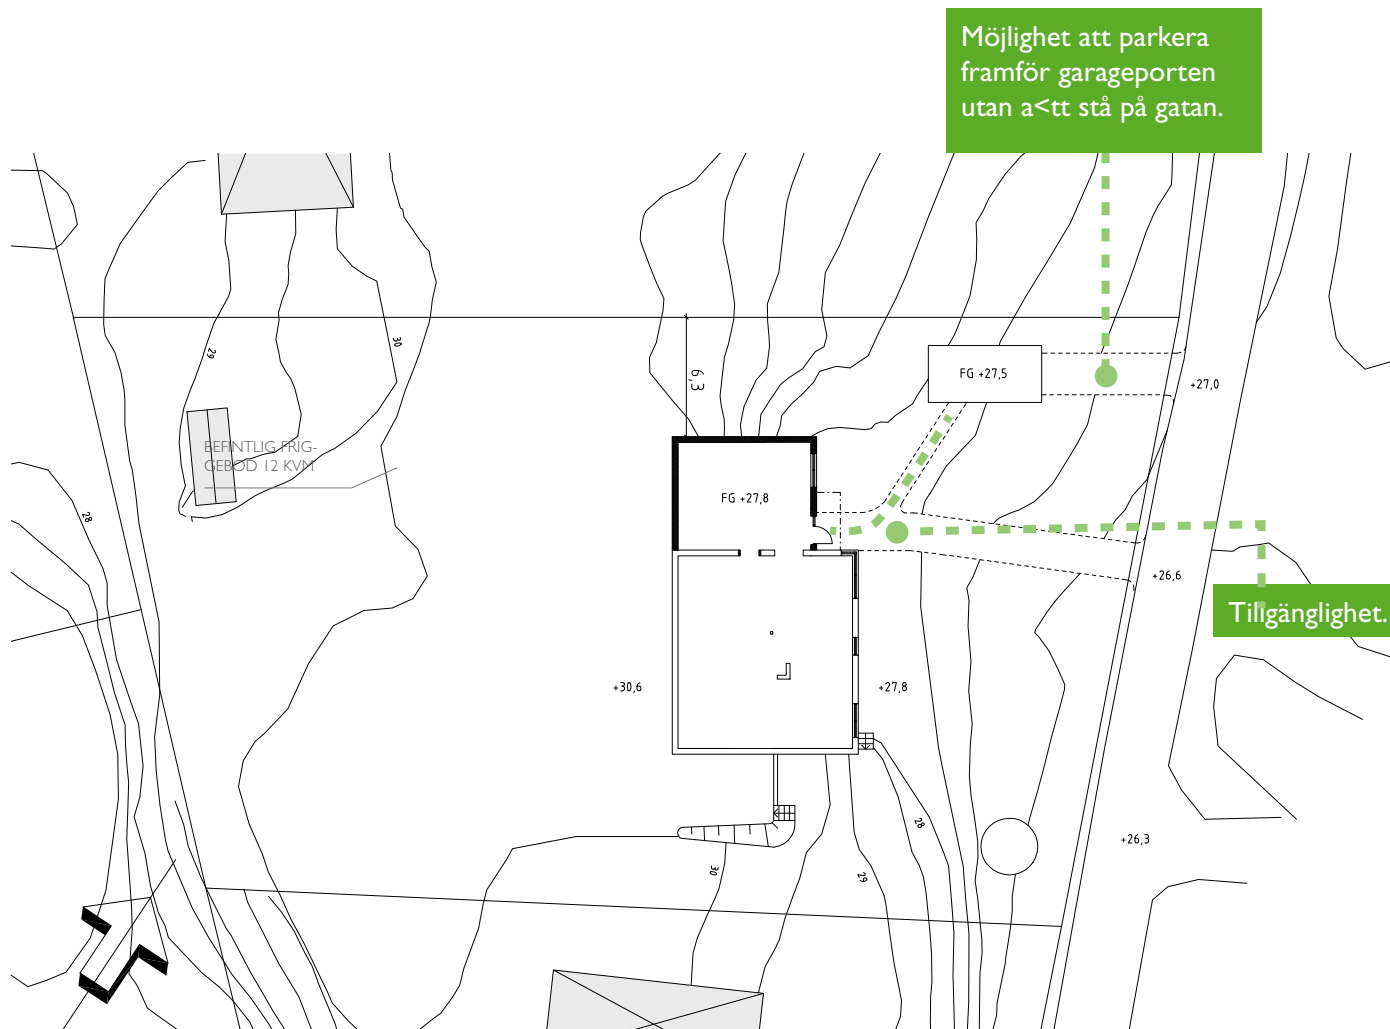 Möjlighet att parkera
framför garageporten
utan a<tt stå på gatan.
30
29
6,3
FG +27,5
+27,0
BEFINTLIG FRIG-
GEBOD 12 KVM
FG +27,8
28
+26,6
Tillgänglighet.
+30,6
+27,8
28
+26,3
30
29